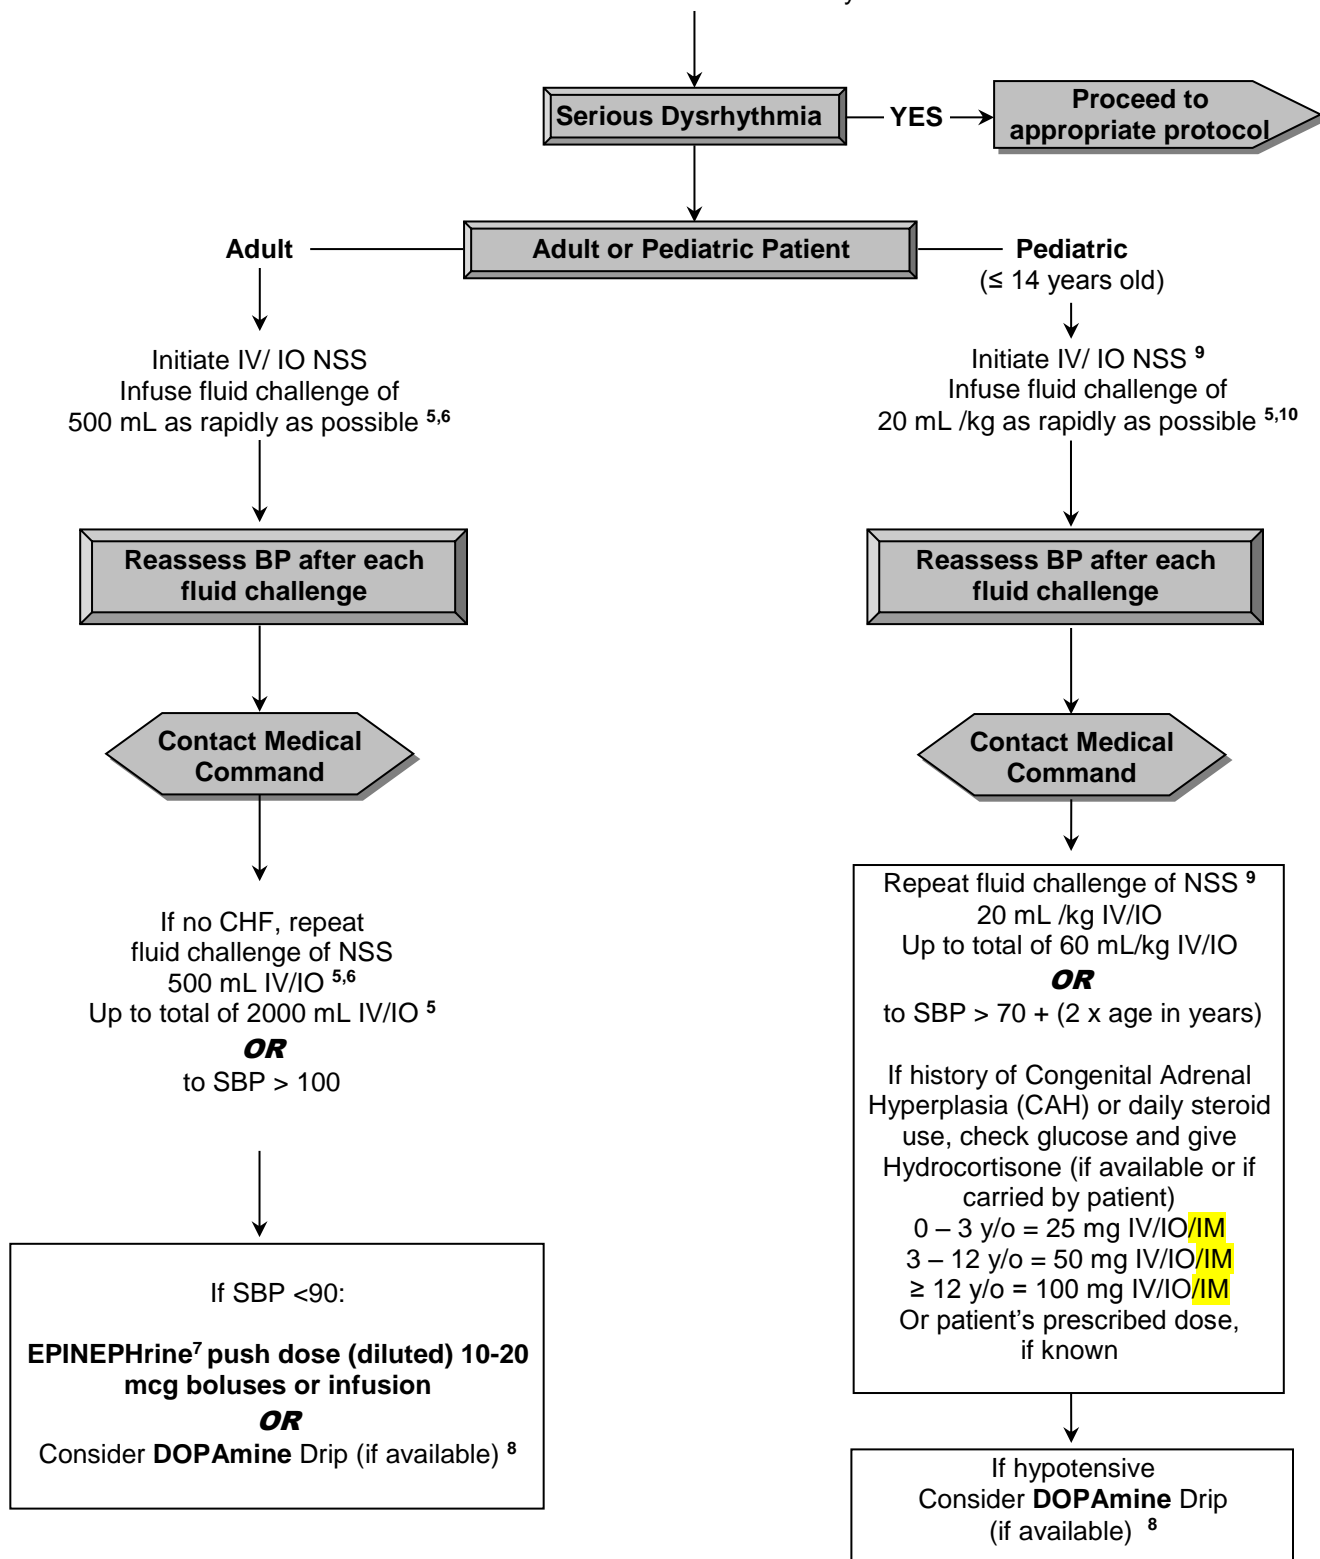 Serious Dysrhythmia
YES
Proceed to
appropriate protocol
Adult
Adult or Pediatric Patient
Pediatric
(≤ 14 years old)
Initiate IV/ IO NSS
Infuse fluid challenge of
500 mL as rapidly as possible 5,6
Reassess BP after each
fluid challenge
Contact Medical
Command
If no CHF, repeat
fluid challenge of NSS
500 mL IV/IO 5,6
Up to total of 2000 mL IV/IO 5
OR
to SBP > 100
If SBP <90:
EPINEPHrine7 push dose (diluted) 10-20
mcg boluses or infusion
OR
Consider DOPAmine Drip (if available) 8
Initiate IV/ IO NSS 9
Infuse fluid challenge of
20 mL /kg as rapidly as possible 5,10
Reassess BP after each
fluid challenge
Contact Medical
Command
Repeat fluid challenge of NSS 9
20 mL /kg IV/IO
Up to total of 60 mL/kg IV/IO
OR
to SBP > 70 + (2 x age in years)
If history of Congenital Adrenal
Hyperplasia (CAH) or daily steroid
use, check glucose and give
Hydrocortisone (if available or if
carried by patient)
0 – 3 y/o = 25 mg IV/IO/IM
3 – 12 y/o = 50 mg IV/IO/IM
≥ 12 y/o = 100 mg IV/IO/IM
Or patient's prescribed dose,
if known
If hypotensive
Consider DOPAmine Drip
(if available) 8